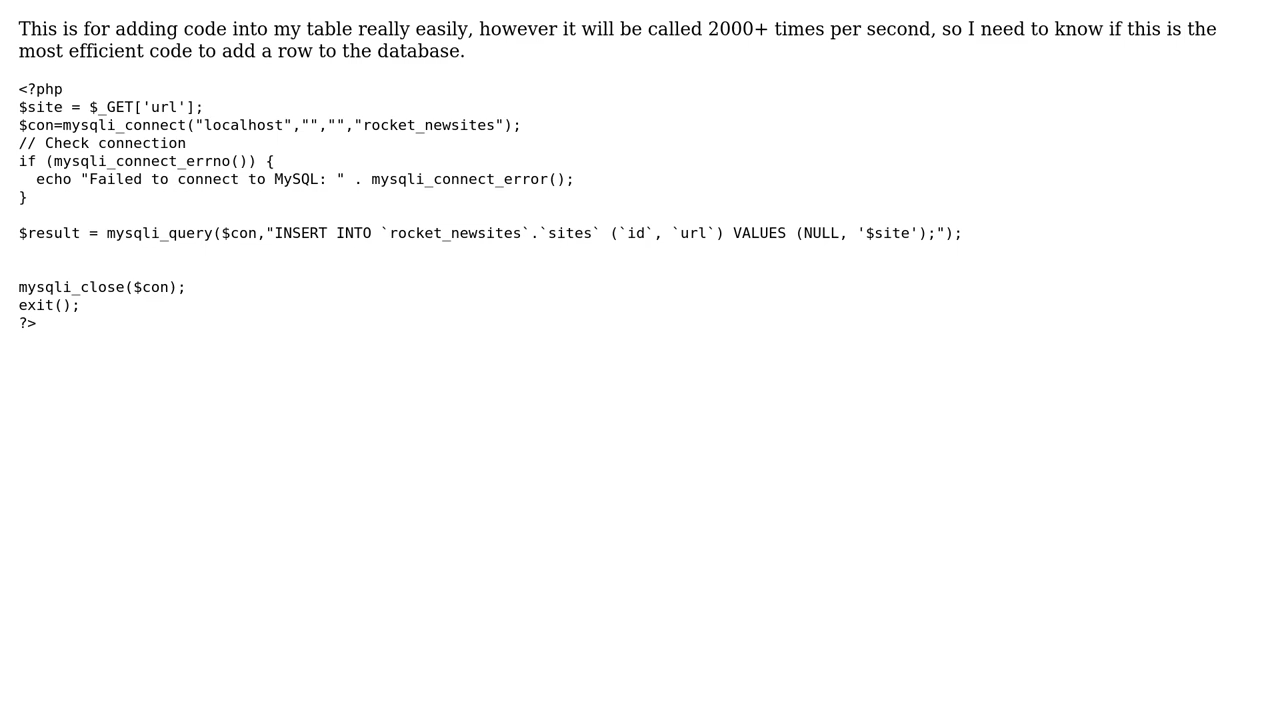 This is for adding code into my table really easily, however it will be called 2000+ times per second, so I need to know if this is the
most efficient code to add a row to the database.
<?php
$site = $_GET['url'];
$con=mysqli_connect("localhost","","","rocket_newsites");
// Check connection
if (mysqli_connect_errno()) {
  echo "Failed to connect to MySQL: " . mysqli_connect_error();
}
$result = mysqli_query($con,"INSERT INTO `rocket_newsites`.`sites` (`id`, `url`) VALUES (NULL, '$site');");
mysqli_close($con);
exit();
?>